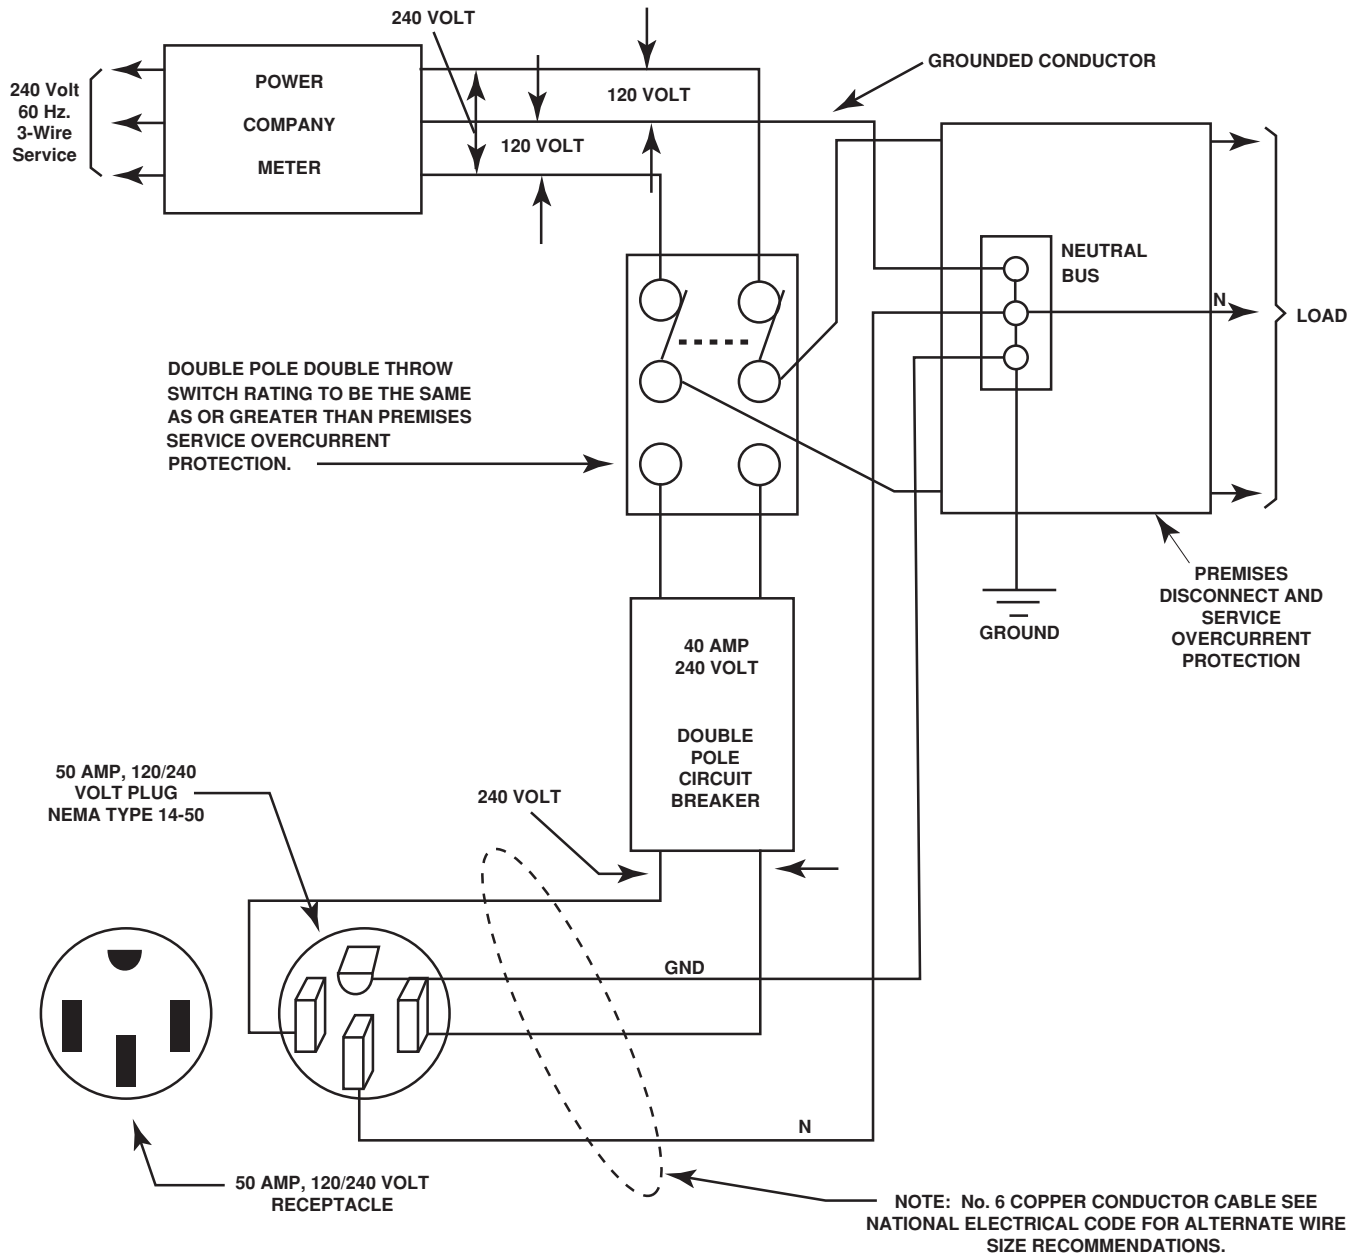 240 VOLT
GROUNDED CONDUCTOR
240 Volt
60 Hz.
3-Wire
Service
POWER
COMPANY
METER
120 VOLT
120 VOLT
NEUTRAL
BUS
N
LOAD
DOUBLE POLE DOUBLE THROW
SWITCH RATING TO BE THE SAME
AS OR GREATER THAN PREMISES
SERVICE OVERCURRENT
PROTECTION.
GROUND
PREMISES
DISCONNECT AND
SERVICE
OVERCURRENT
PROTECTION
40 AMP
240 VOLT
DOUBLE
POLE
CIRCUIT
BREAKER
50 AMP, 120/240
VOLT PLUG
NEMA TYPE 14-50
240 VOLT
GND
N
50 AMP, 120/240 VOLT
RECEPTACLE
NOTE: No. 6 COPPER CONDUCTOR CABLE SEE
NATIONAL ELECTRICAL CODE FOR ALTERNATE WIRE
SIZE RECOMMENDATIONS.